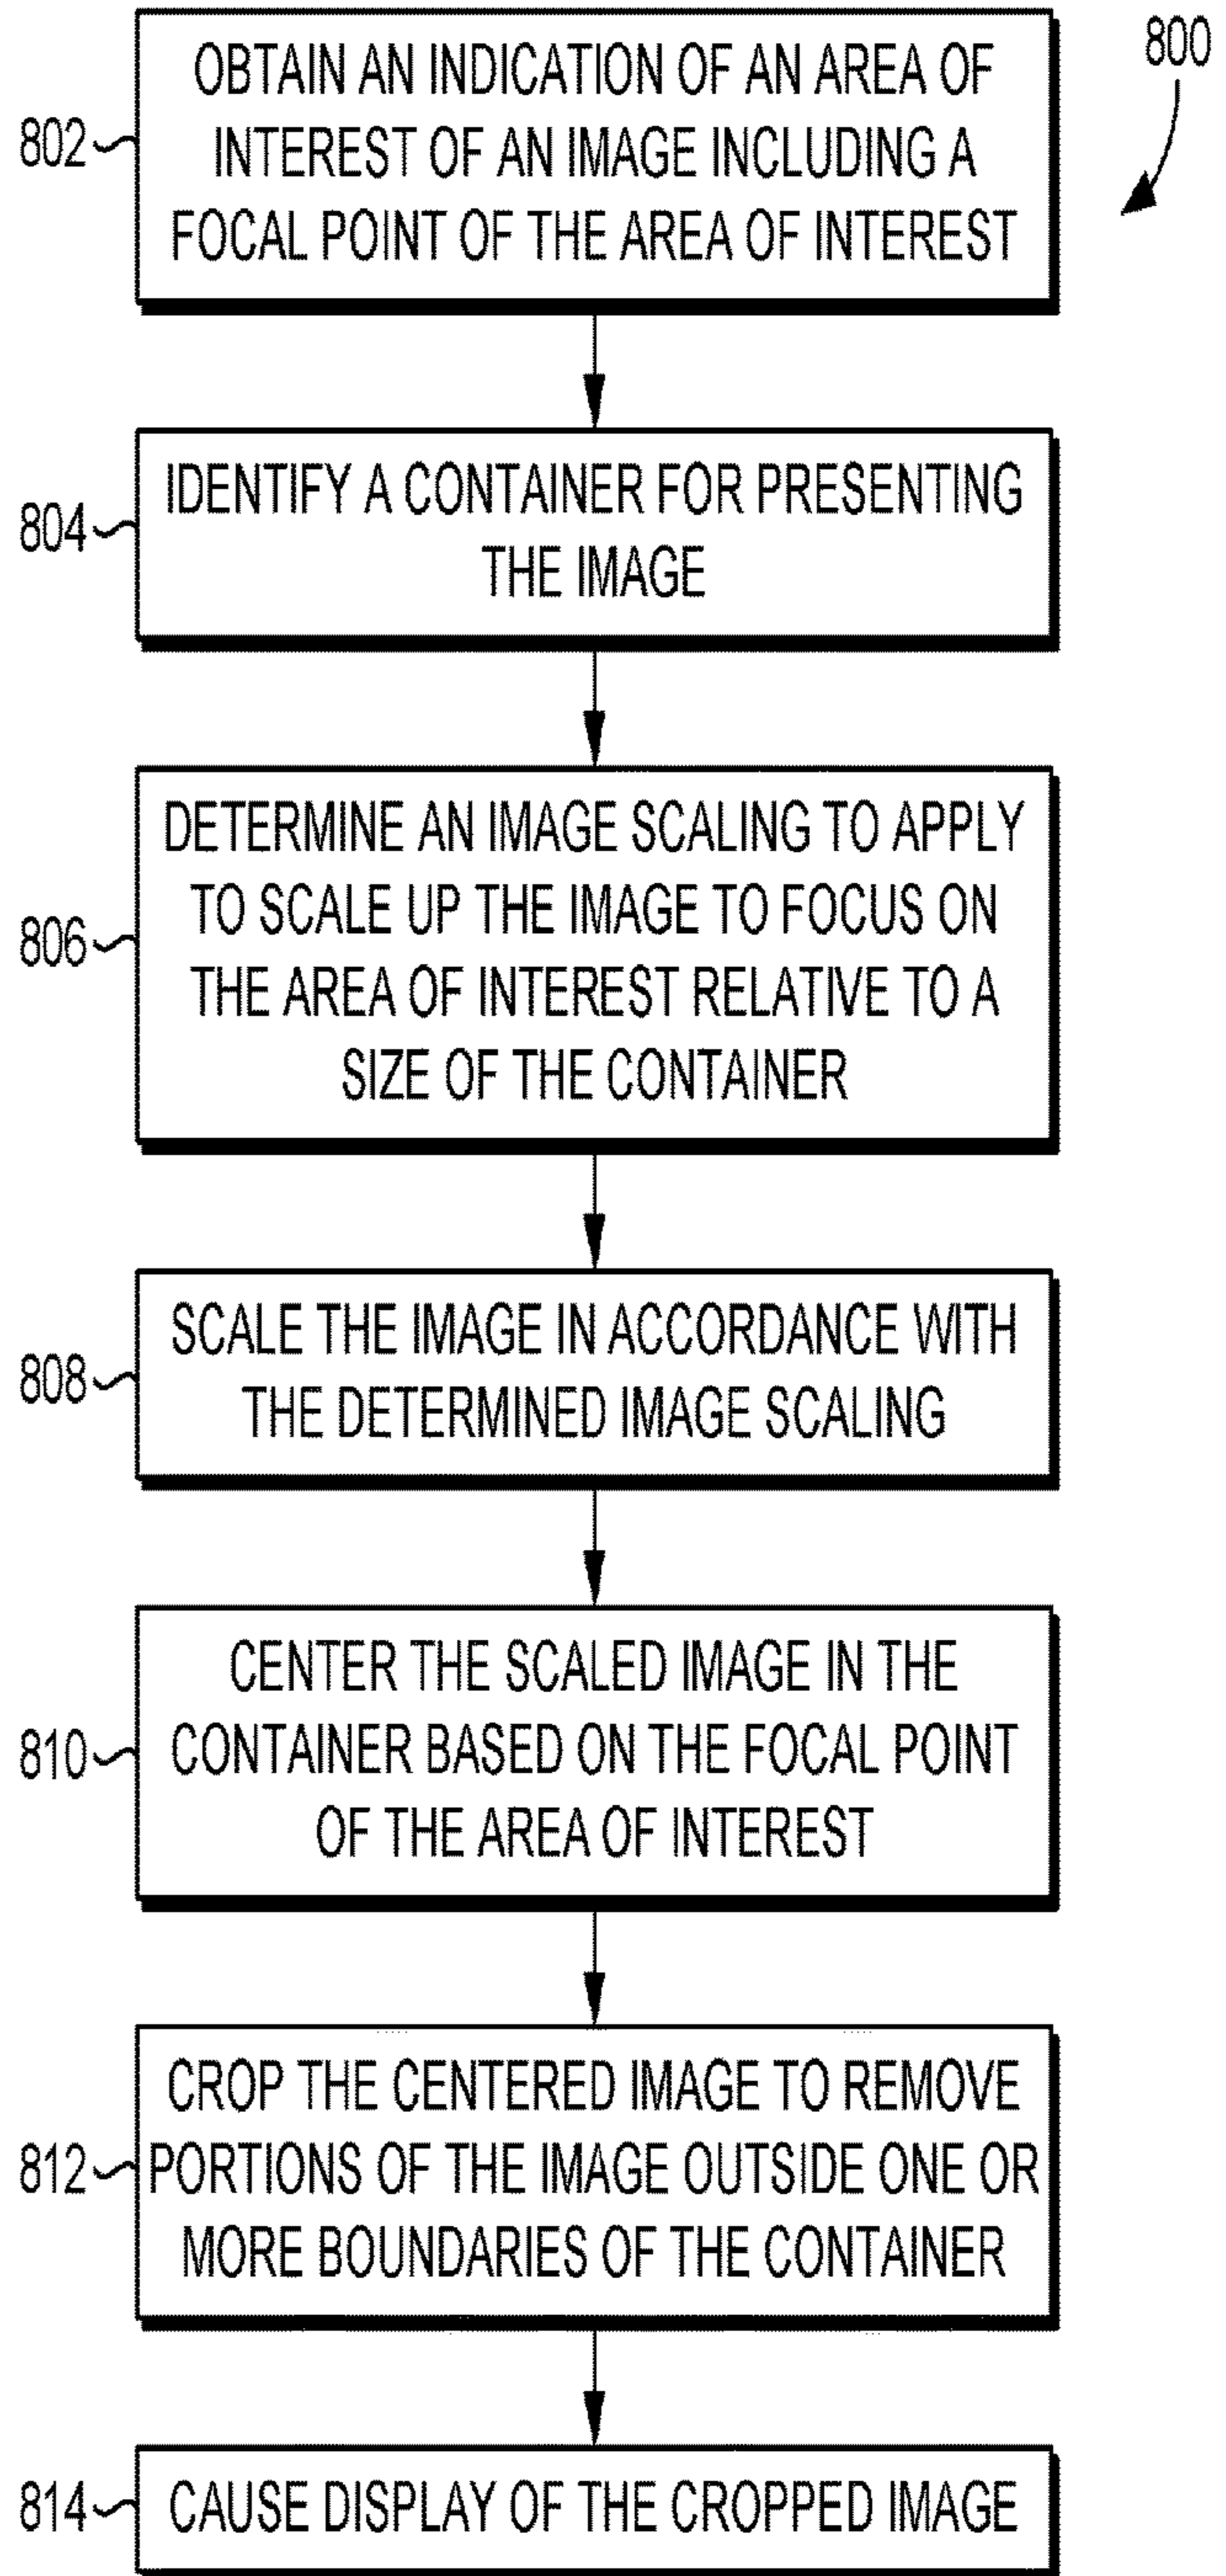 800
802
OBTAIN AN INDICATION OF AN AREA OF
INTEREST OF AN IMAGE INCLUDING A
FOCAL POINT OF THE AREA OF INTEREST
804
IDENTIFY A CONTAINER FOR PRESENTING
THE IMAGE
806
DETERMINE AN IMAGE SCALING TO APPLY
TO SCALE UP THE IMAGE TO FOCUS ON
THE AREA OF INTEREST RELATIVE TO A
SIZE OF THE CONTAINER
808
SCALE THE IMAGE IN ACCORDANCE WITH
THE DETERMINED IMAGE SCALING
810
CENTER THE SCALED IMAGE IN THE
CONTAINER BASED ON THE FOCAL POINT
OF THE AREA OF INTEREST
812
CROP THE CENTERED IMAGE TO REMOVE
PORTIONS OF THE IMAGE OUTSIDE ONE OR
MORE BOUNDARIES OF THE CONTAINER
814
CAUSE DISPLAY OF THE CROPPED IMAGE